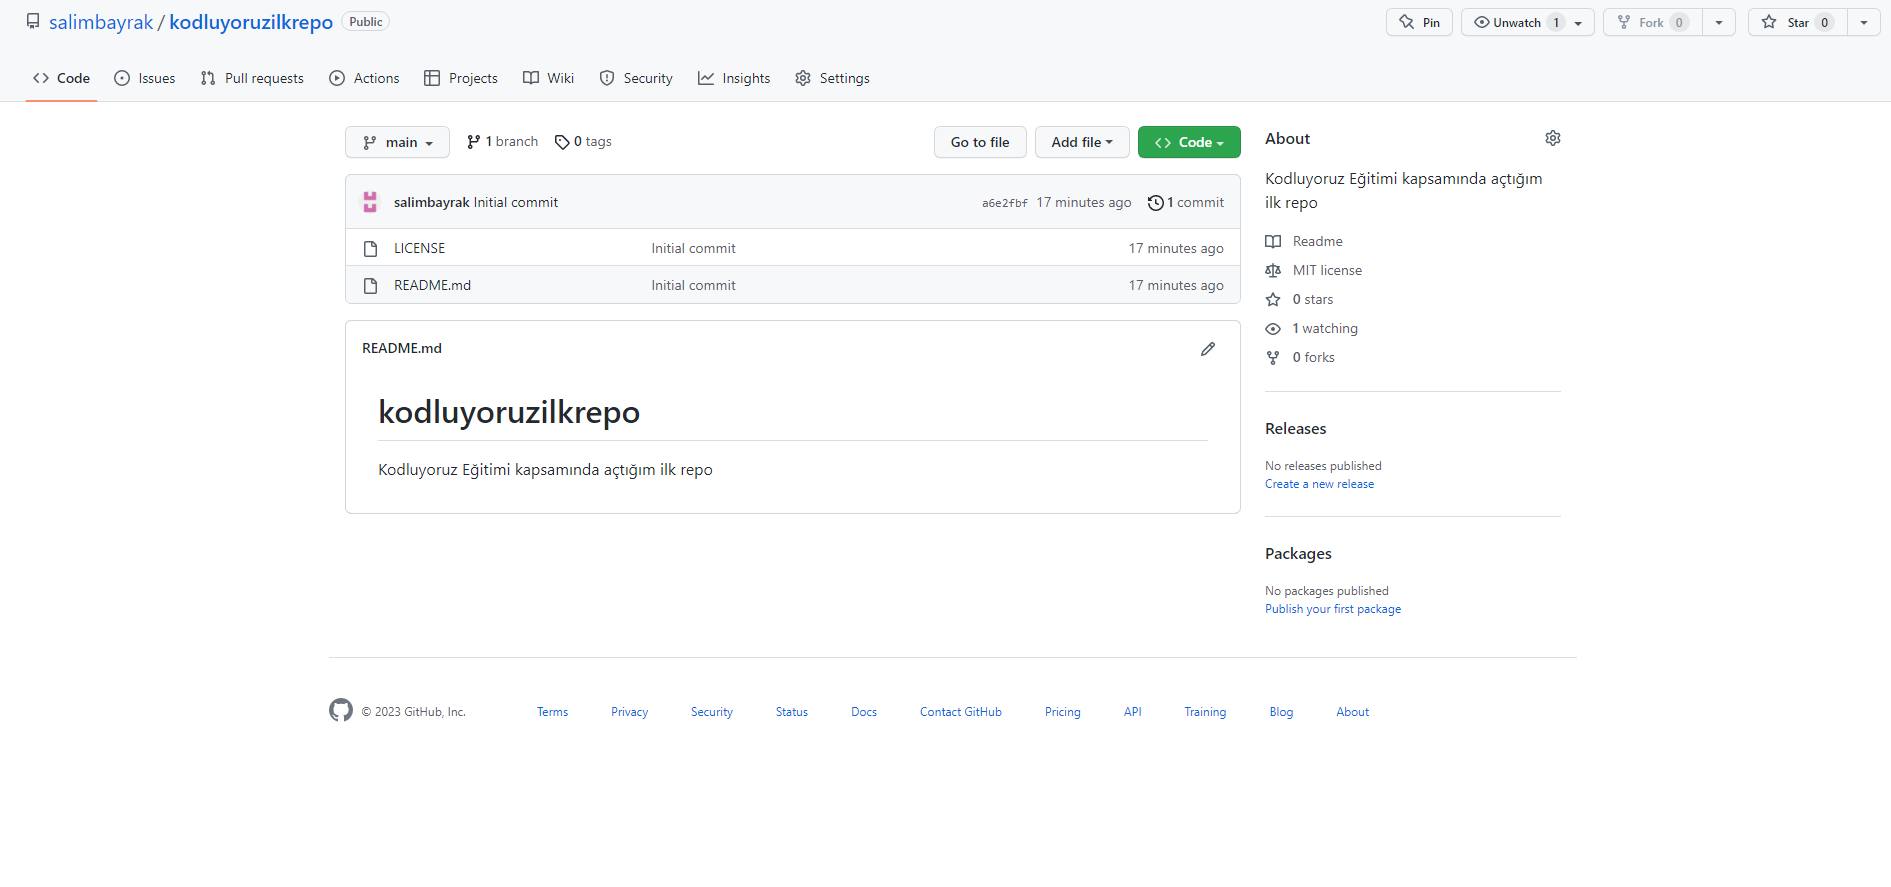 salimbayrak / kodluyoruzilkrepo Public
Pin Unwatch 1 Fork 0 Star 0
Code Issues Pull requests Actions Projects Wiki Security Insights Settings
main 1 branch 0 tags Go to file Add file Code
salimbayrak Initial commit a6e2fbf 17 minutes ago 1 commit
LICENSE Initial commit 17 minutes ago
README.md Initial commit 17 minutes ago
README.md
kodluyoruzilkrepo
Kodluyoruz Eğitimi kapsamında açtığım ilk repo
About
Kodluyoruz Eğitimi kapsamında açtığım
ilk repo
Readme
MIT license
0 stars
1 watching
0 forks
Releases
No releases published
Create a new release
Packages
No packages published
Publish your first package
© 2023 GitHub, Inc. Terms Privacy Security Status Docs Contact GitHub Pricing API Training Blog About